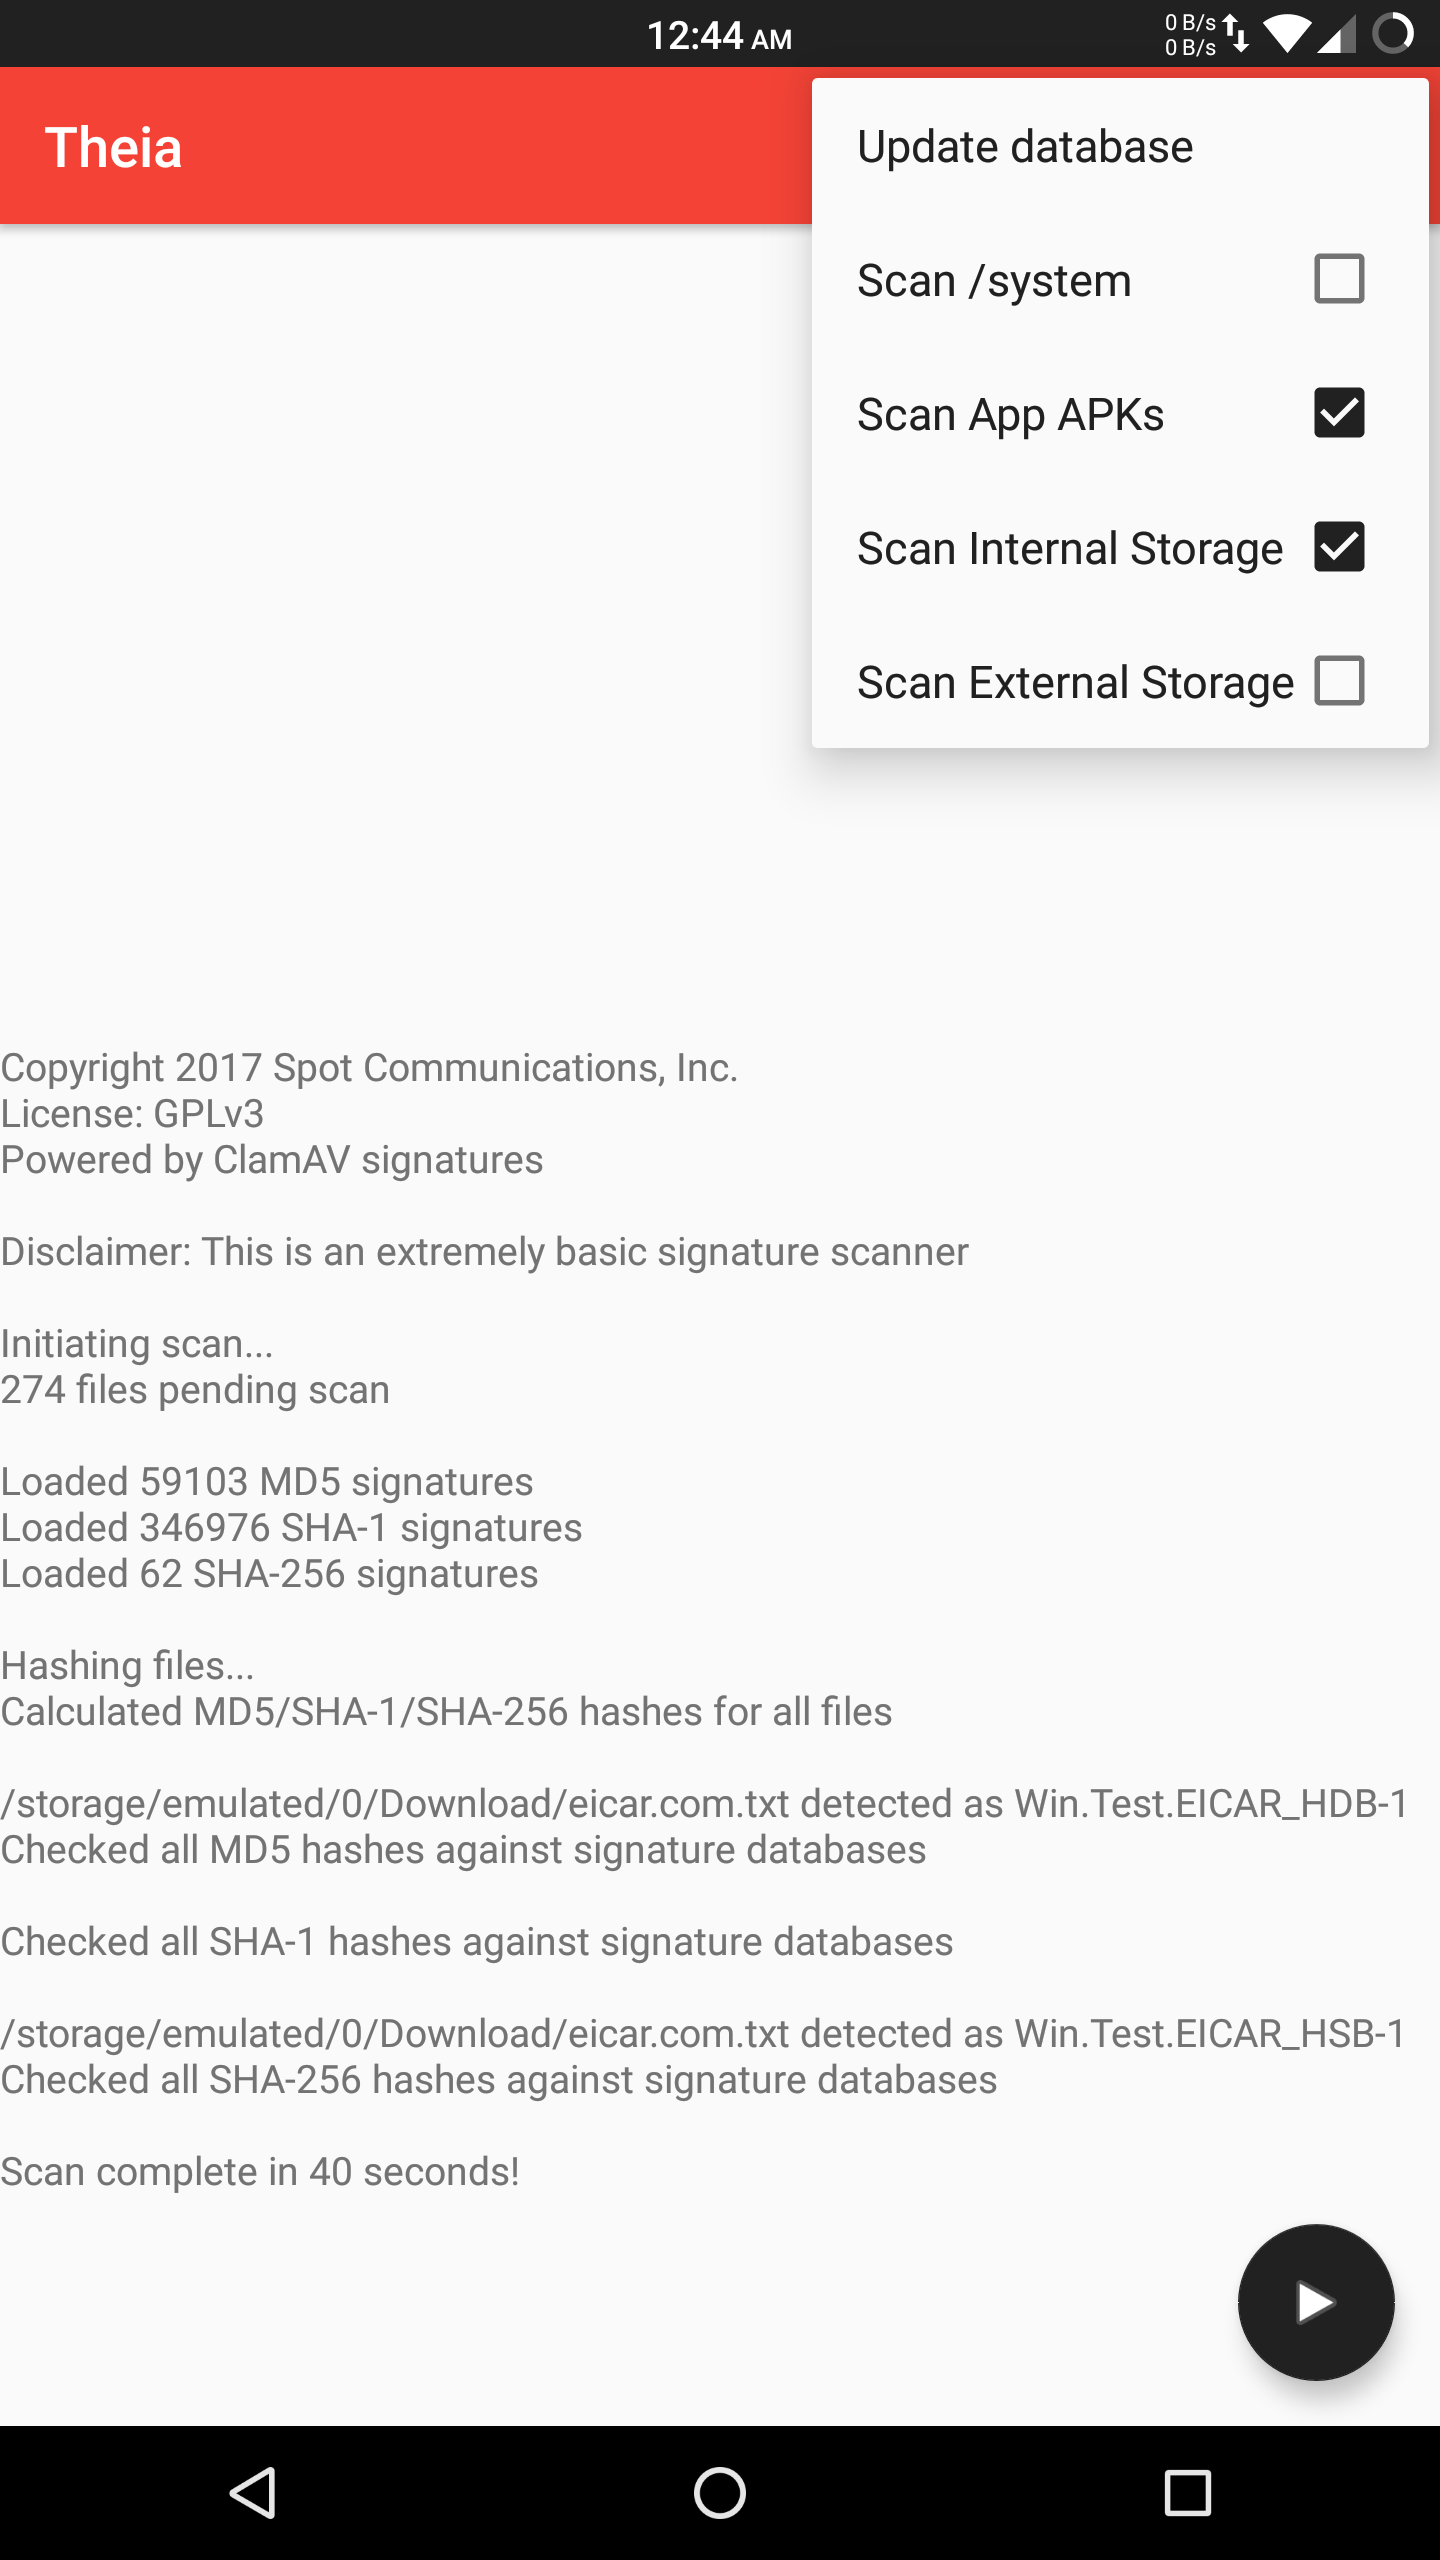 12:44 AM
0 B/s
0 B/s
Theia
Update database
Scan /system
Scan App APKs
Scan Internal Storage
Scan External Storage
Copyright 2017 Spot Communications, Inc.
License: GPLv3
Powered by ClamAV signatures
Disclaimer: This is an extremely basic signature scanner
Initiating scan...
274 files pending scan
Loaded 59103 MD5 signatures
Loaded 346976 SHA-1 signatures
Loaded 62 SHA-256 signatures
Hashing files...
Calculated MD5/SHA-1/SHA-256 hashes for all files
/storage/emulated/0/Download/eicar.com.txt detected as Win.Test.EICAR_HDB-1
Checked all MD5 hashes against signature databases
Checked all SHA-1 hashes against signature databases
/storage/emulated/0/Download/eicar.com.txt detected as Win.Test.EICAR_HSB-1
Checked all SHA-256 hashes against signature databases
Scan complete in 40 seconds!